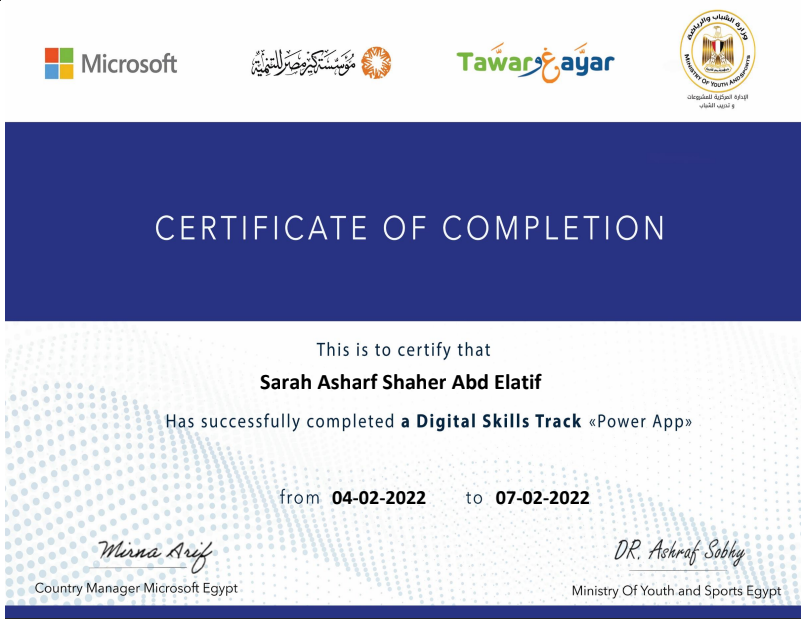 Microsoft
مؤسسة كير مصر للتنمية
Tawar وغ ayar
وزارة الشباب والرياضة
MINISTRY OF YOUTH AND SPORTS
الإدارة المركزية للمشروعات
و تدريب الشباب
CERTIFICATE OF COMPLETION
This is to certify that
Sarah Asharf Shaher Abd Elatif
Has successfully completed a Digital Skills Track «Power App»
from 04-02-2022 to 07-02-2022
Mirna Arif
DR. Ashraf Sobhy
Country Manager Microsoft Egypt
Ministry Of Youth and Sports Egypt